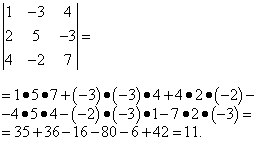 |1 −3 4|
|2 5 −3| =
|4 −2 7|
=1•5•7+(−3)•(−3)•4+4•2•(−2)−
−4•5•4−(−2)•(−3)•1−7•2•(−3)=
=35+36−16−80−6+42=11.